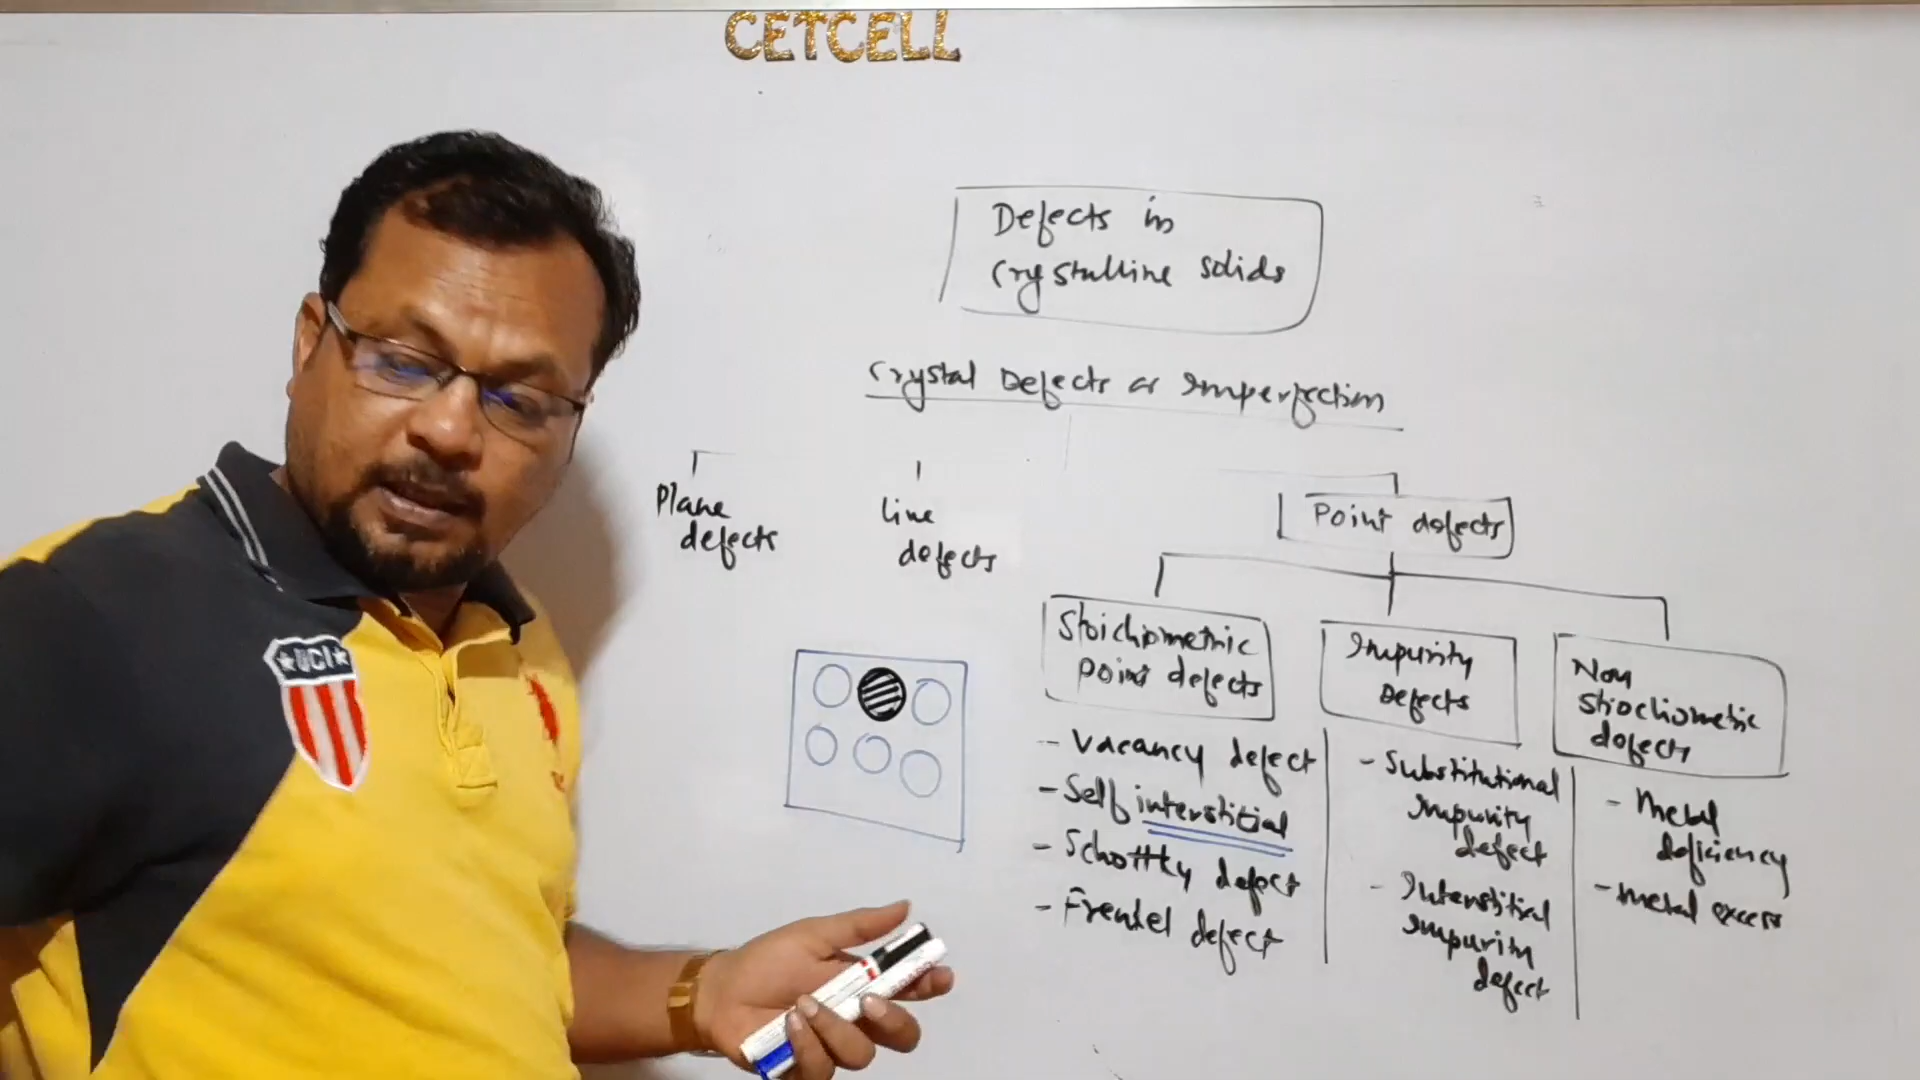 CETCELL
Defects in
Crystalline solids
Crystal Defects or Imperfection
Plane
defects
Line
defects
Point defects
Stoichiometric
point defects
Impurity
Defects
Non
Stiochiometric
defects
- Vacancy defect
- Self interstitial
- Schottky defect
- Frenkel defect
- Substitutional
Impurity
defect
- Interstitial
Impurity
defect
- Metal
deficiency
- Metal excess
UCI